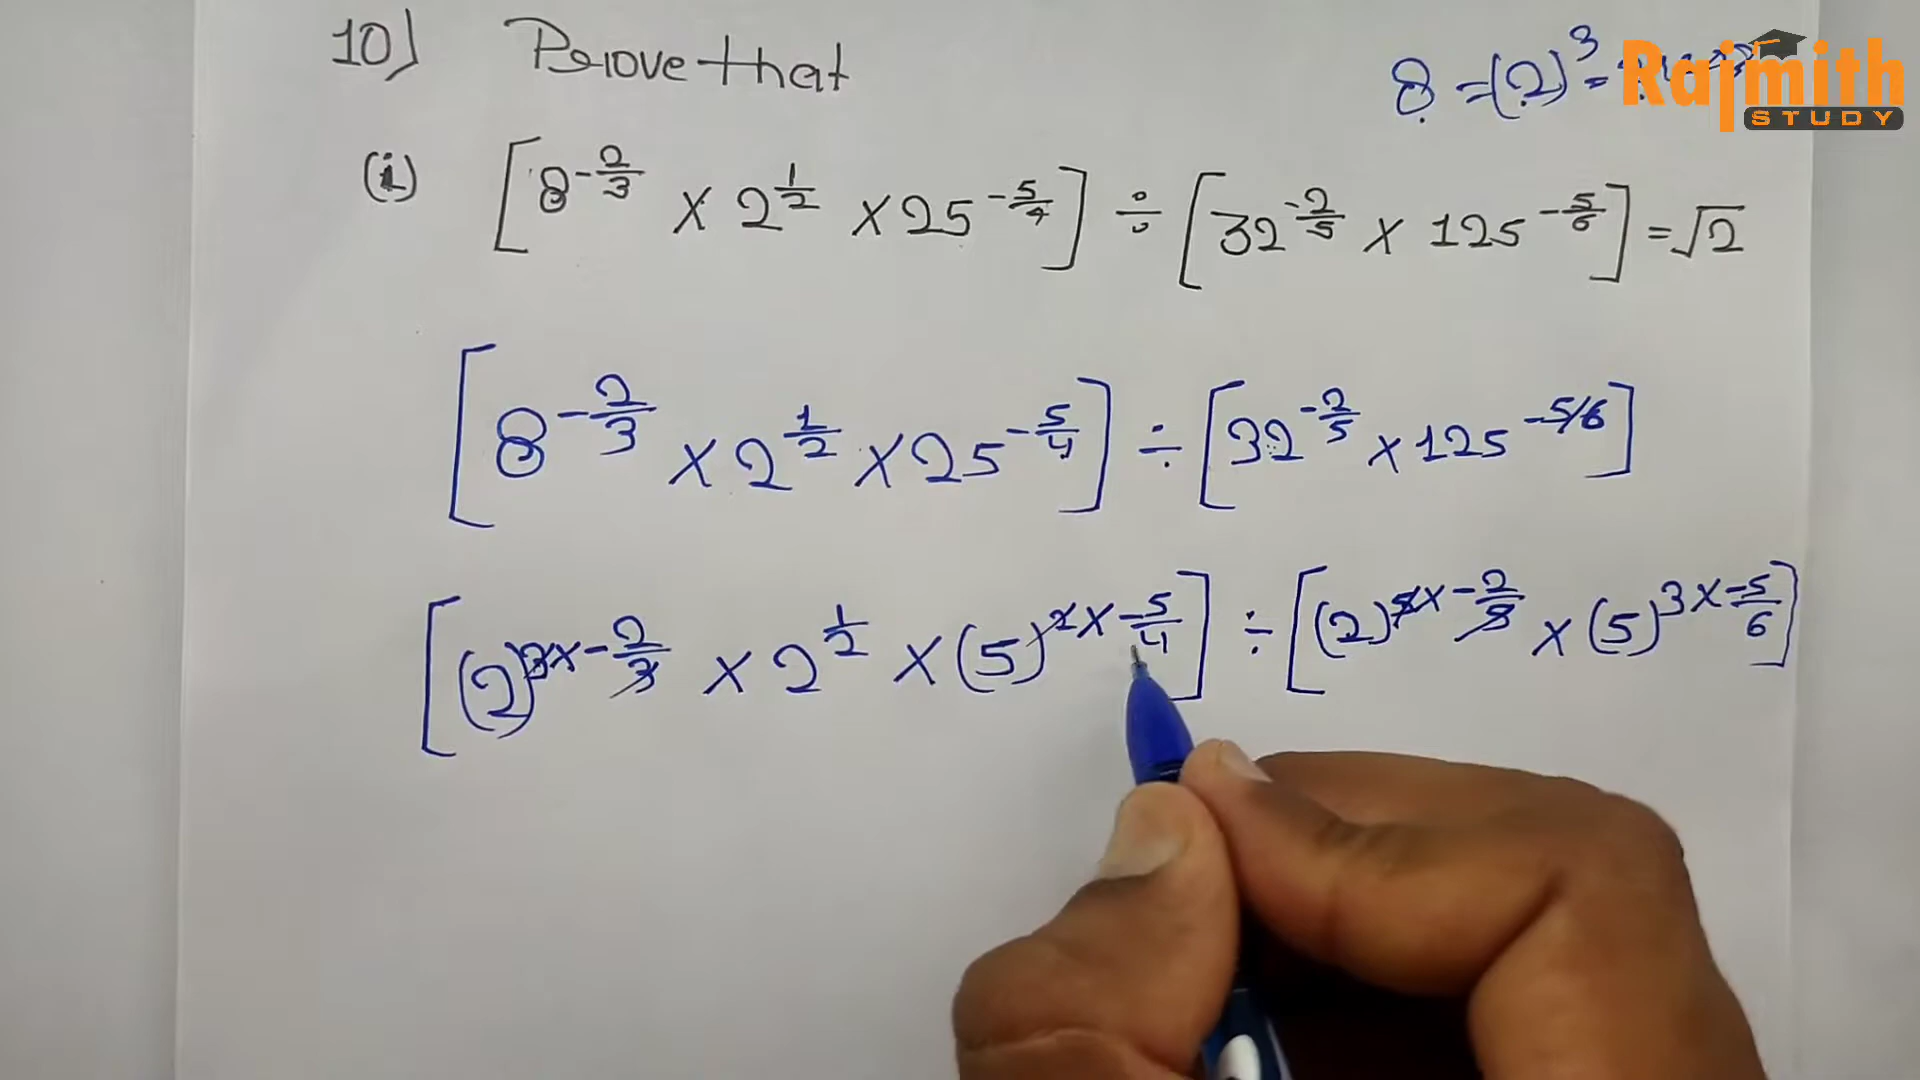 10) Prove that
8 = (2)³ =
Rajmith
STUDY
(i) [8^{-2/3} × 2^{1/2} × 25^{-5/4}] ÷ [32^{-2/5} × 125^{-5/6}] = √2
[8^{-2/3} × 2^{1/2} × 25^{-5/4}] ÷ [32^{-2/5} × 125^{-5/6}]
[(2)^{3×-2/3} × 2^{1/2} × (5)^{2×-5/4}] ÷ [(2)^{5×-2/5} × (5)^{3×-5/6}]